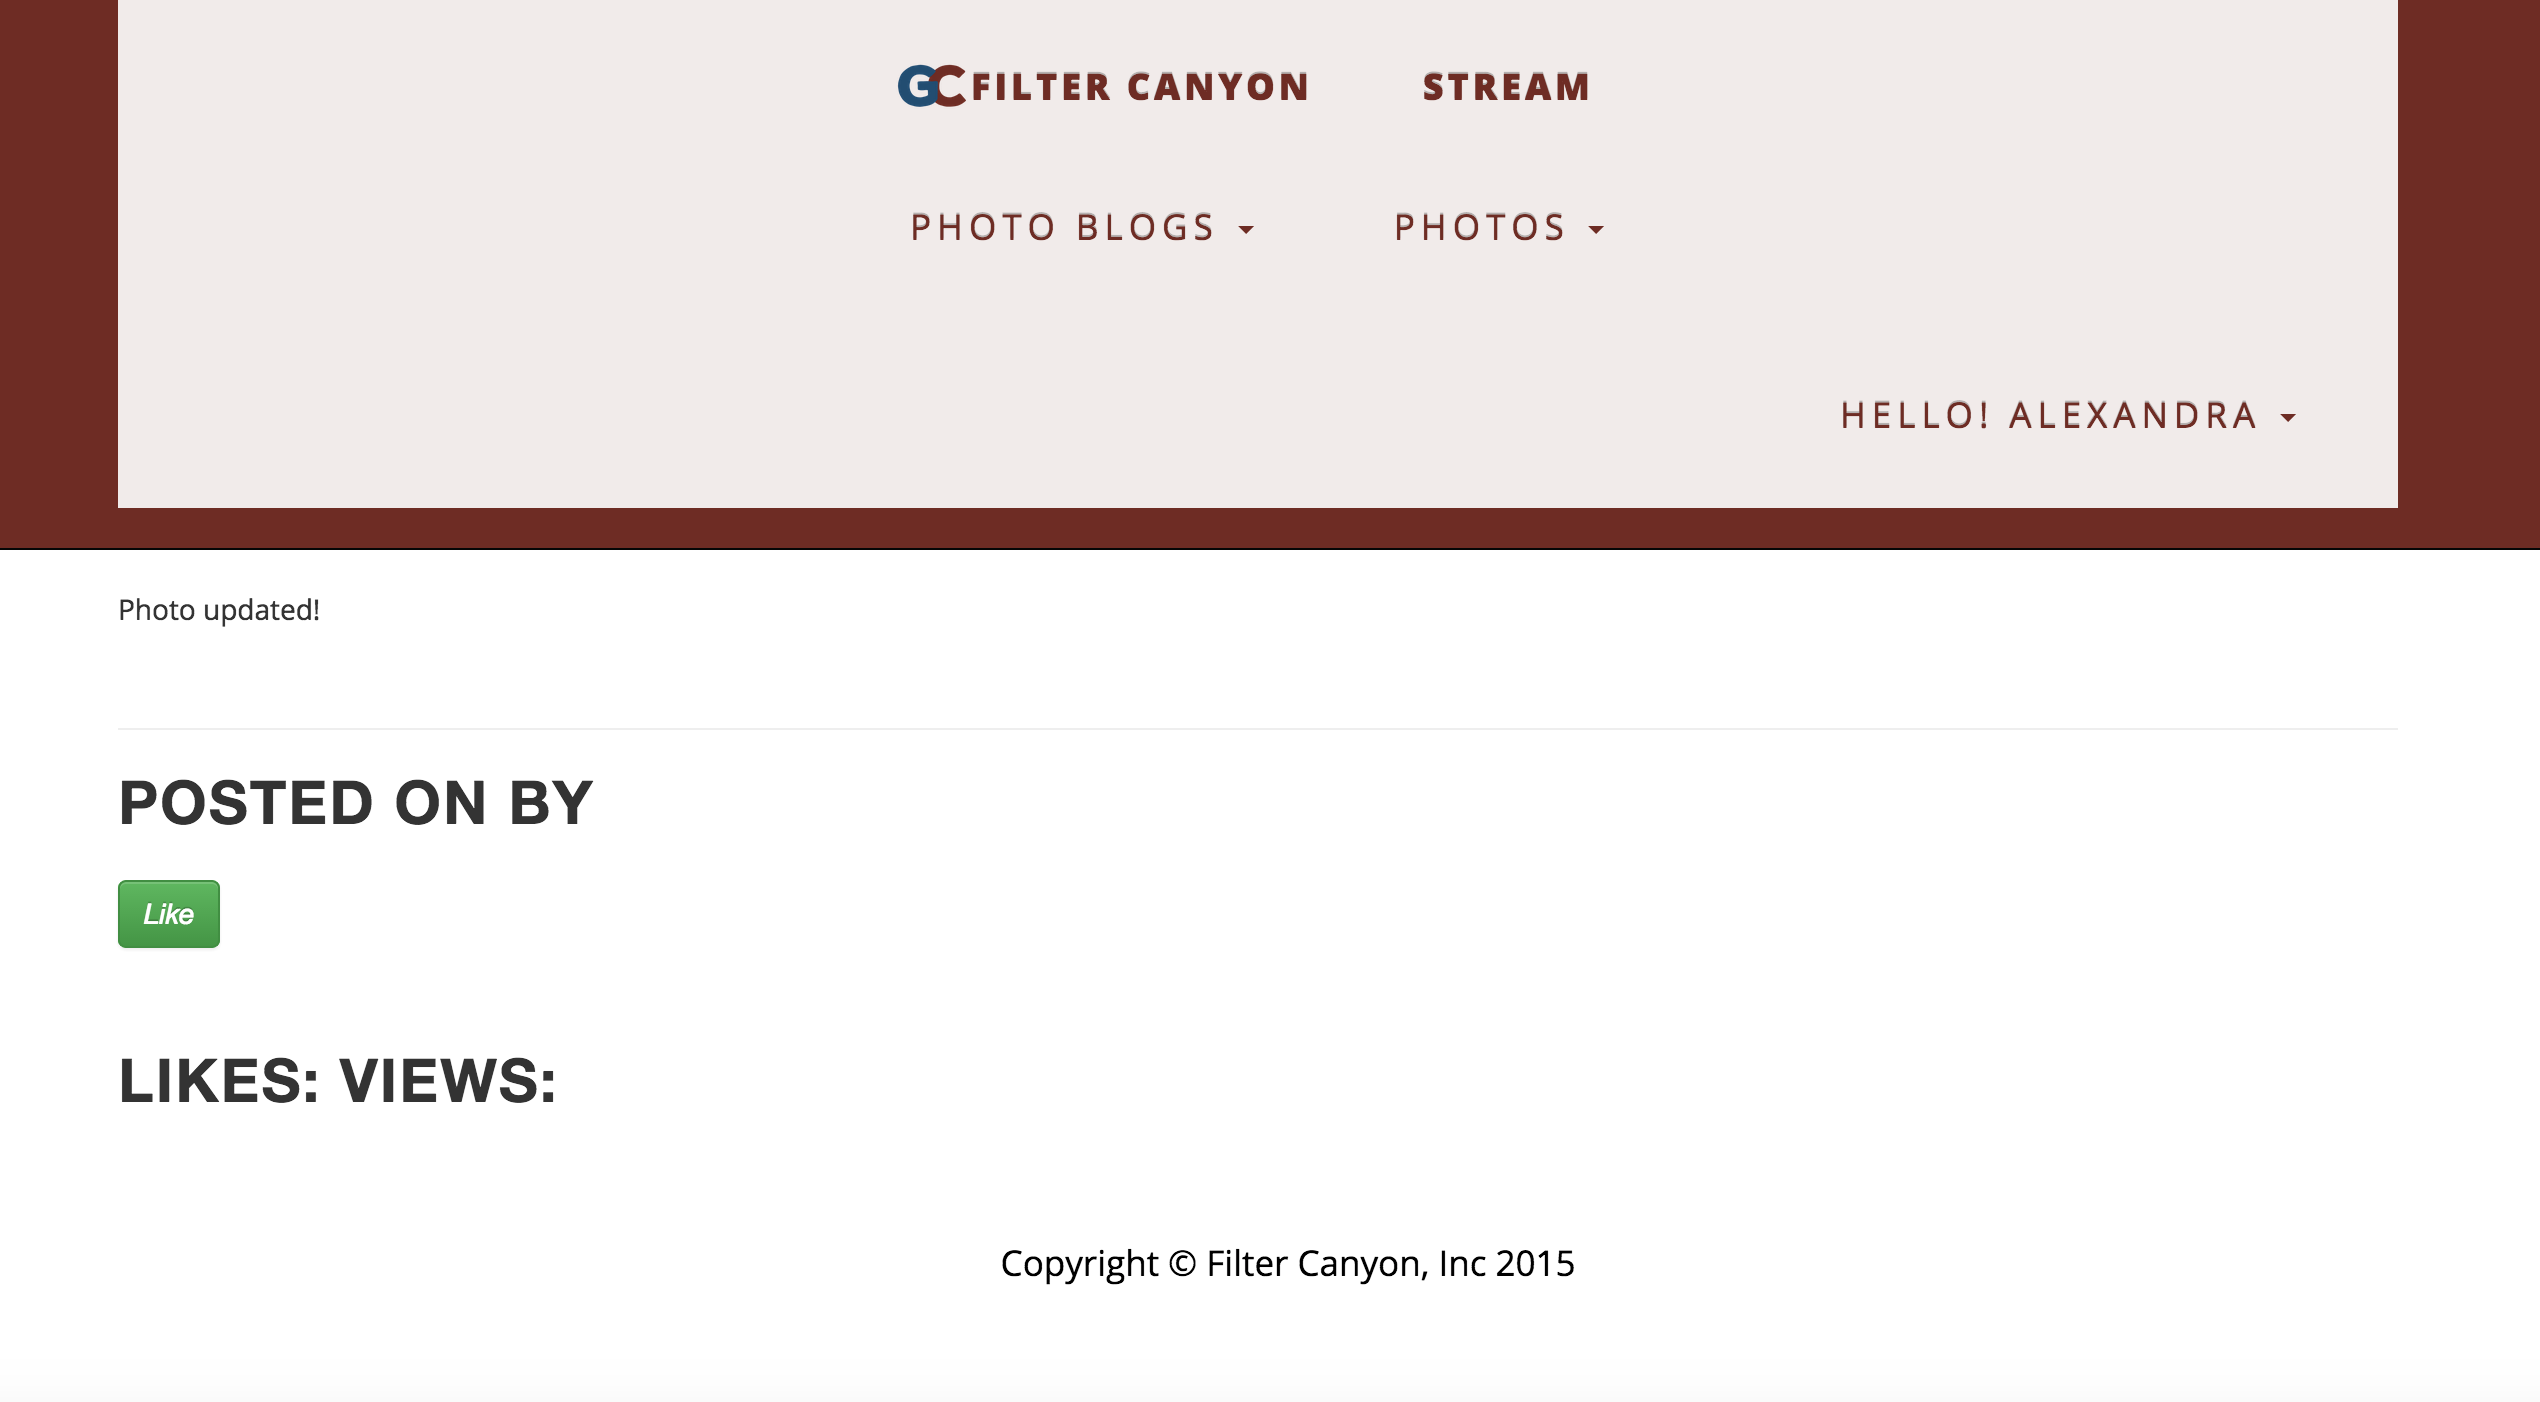 GC FILTER CANYON STREAM
PHOTO BLOGS PHOTOS
HELLO! ALEXANDRA
Photo updated!
POSTED ON BY
Like
LIKES: VIEWS:
Copyright © Filter Canyon, Inc 2015